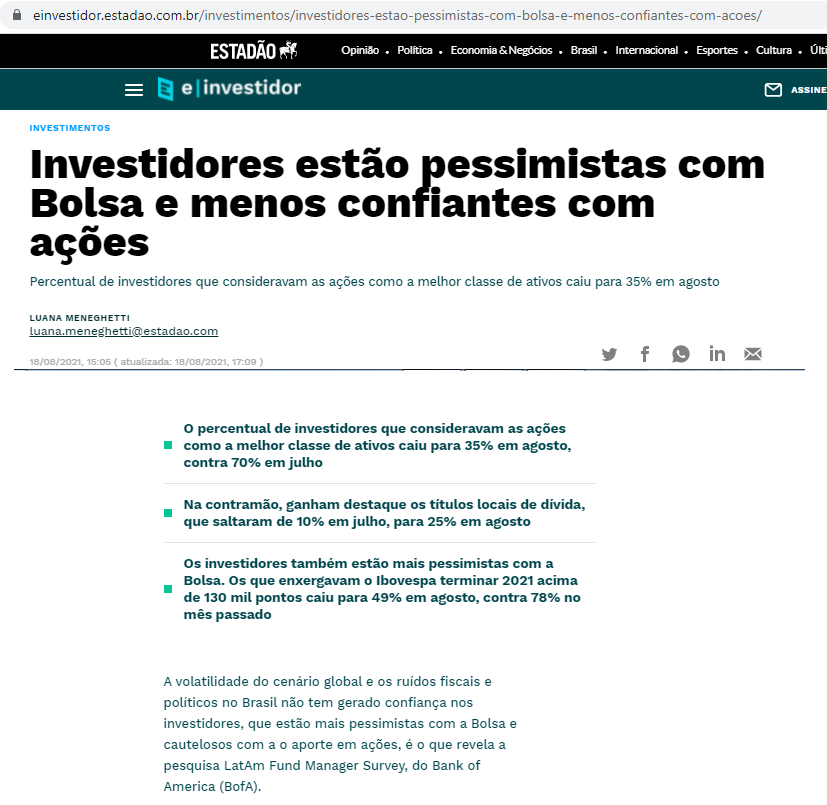 einvestidor.estadao.com.br/investimentos/investidores-estao-pessimistas-com-bolsa-e-menos-confiantes-com-acoes/
ESTADÃO Opinião • Política • Economia & Negócios • Brasil • Internacional • Esportes • Cultura • Últi
e|investidor ASSINE
INVESTIMENTOS
Investidores estão pessimistas com
Bolsa e menos confiantes com
ações
Percentual de investidores que consideravam as ações como a melhor classe de ativos caiu para 35% em agosto
LUANA MENEGHETTI
luana.meneghetti@estadao.com
18/08/2021, 15:05 ( atualizada: 18/08/2021, 17:09 )
O percentual de investidores que consideravam as ações
como a melhor classe de ativos caiu para 35% em agosto,
contra 70% em julho
Na contramão, ganham destaque os títulos locais de dívida,
que saltaram de 10% em julho, para 25% em agosto
Os investidores também estão mais pessimistas com a
Bolsa. Os que enxergavam o Ibovespa terminar 2021 acima
de 130 mil pontos caiu para 49% em agosto, contra 78% no
mês passado
A volatilidade do cenário global e os ruídos fiscais e
políticos no Brasil não tem gerado confiança nos
investidores, que estão mais pessimistas com a Bolsa e
cautelosos com a o aporte em ações, é o que revela a
pesquisa LatAm Fund Manager Survey, do Bank of
America (BofA).